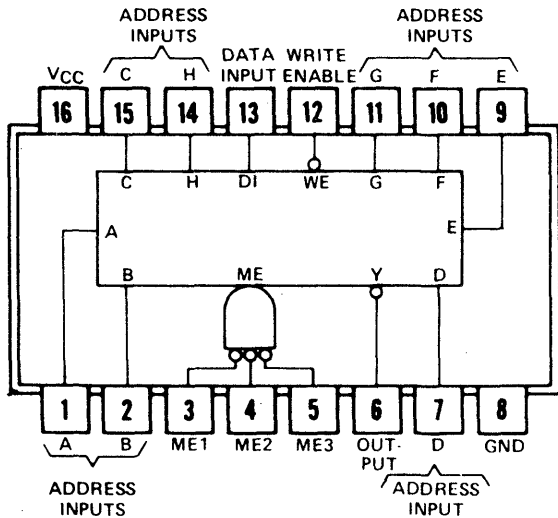 ADDRESS INPUTS
ADDRESS INPUTS
DATA INPUT
WRITE ENABLE
VCC C H G F E
16 15 14 13 12 11 10 9
C H DI WE G F
A E
B ME Y D
1 2 3 4 5 6 7 8
A B ME1 ME2 ME3 OUT-PUT D GND
ADDRESS INPUTS
ADDRESS INPUT